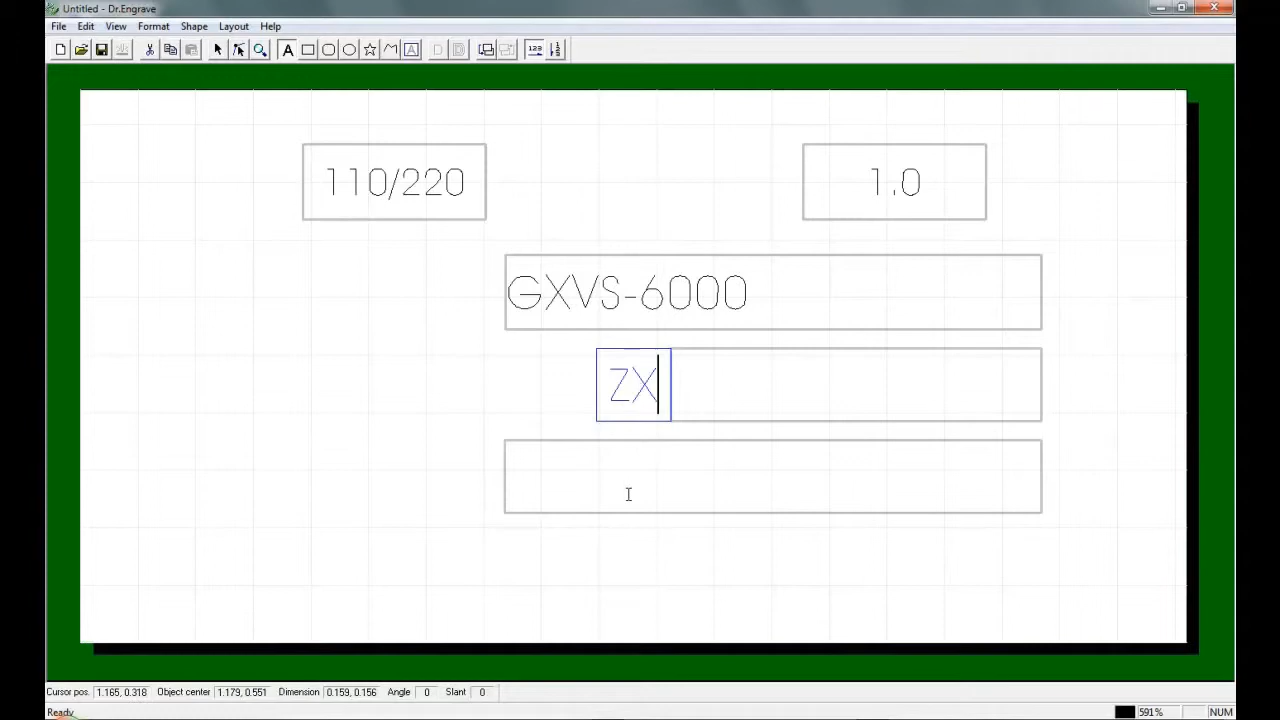 Untitled - Dr.Engrave
File Edit View Format Shape Layout Help
110/220 1.0
GXVS-6000
ZX
Cursor pos. 1.165, 0.318 Object center 1.179, 0.551 Dimension 0.159, 0.156 Angle 0 Slant 0
Ready 591% NUM